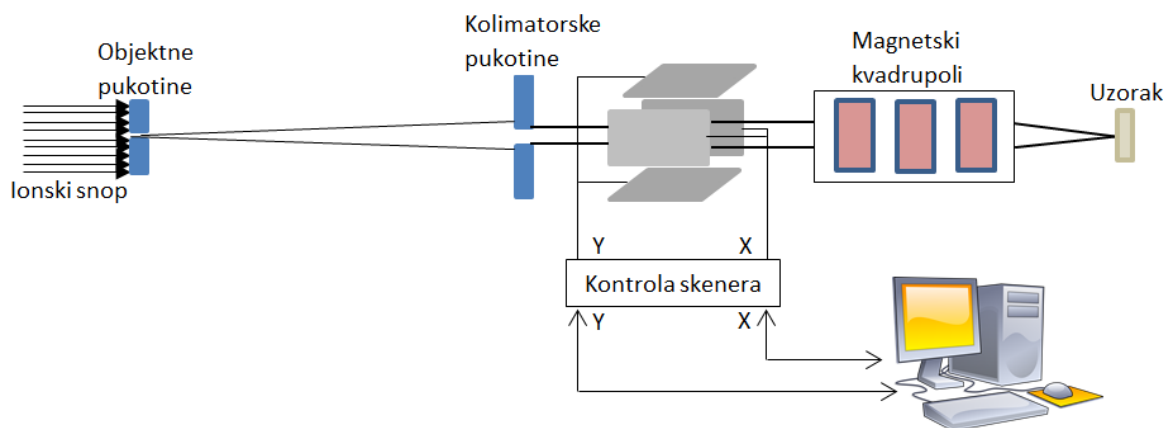 Objektne
pukotine
Ionski snop
Kolimatorske
pukotine
Magnetski
kvadrupoli
Uzorak
Y X
Kontrola skenera
Y X